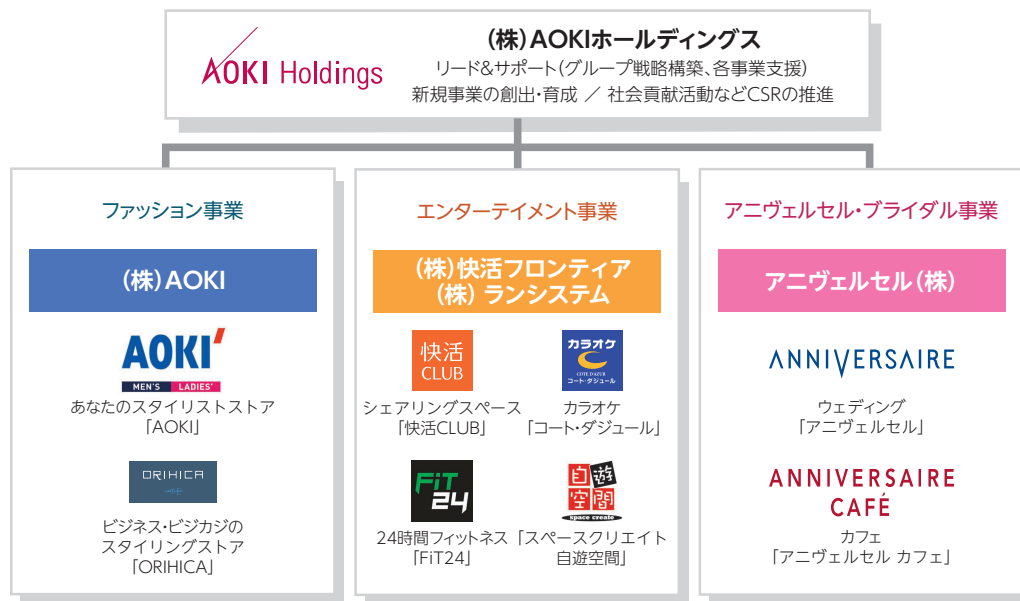 AOKI Holdings
(株)AOKIホールディングス
リード&サポート(グループ戦略構築、各事業支援)
新規事業の創出・育成 ／ 社会貢献活動などCSRの推進
ファッション事業
(株)AOKI
AOKI
MEN'S LADIES'
あなたのスタイリストストア
「AOKI」
ORIHICA
ビジネス・ビジカジの
スタイリングストア
「ORIHICA」
エンターテイメント事業
(株)快活フロンティア
(株) ランシステム
快活
CLUB
シェアリングスペース
「快活CLUB」
カラオケ
COTE D'AZUR
コート・ダジュール
カラオケ
「コート・ダジュール」
FiT
24
24時間フィットネス
「FiT24」
自遊
空間
space create
「スペースクリエイト
自遊空間」
アニヴェルセル・ブライダル事業
アニヴェルセル(株)
ANNIVERSAIRE
ウェディング
「アニヴェルセル」
ANNIVERSAIRE
CAFÉ
カフェ
「アニヴェルセル カフェ」